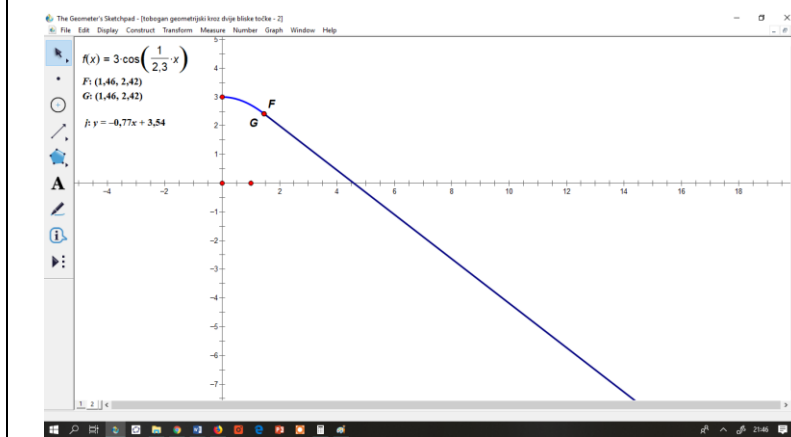 The Geometer's Sketchpad - [tobogan geometrijski kroz dvije bliske točke - 2]
File Edit Display Construct Transform Measure Number Graph Window Help
f(x) = 3·cos(1/2,3·x)
F: (1,46, 2,42)
G: (1,46, 2,42)
j: y = –0,77x + 3,54
F
G
5
4
3
2
1
-4 -2 2 4 6 8 10 12 14 16 18
-1
-2
-3
-4
-5
-6
-7
A
1 2
21:46